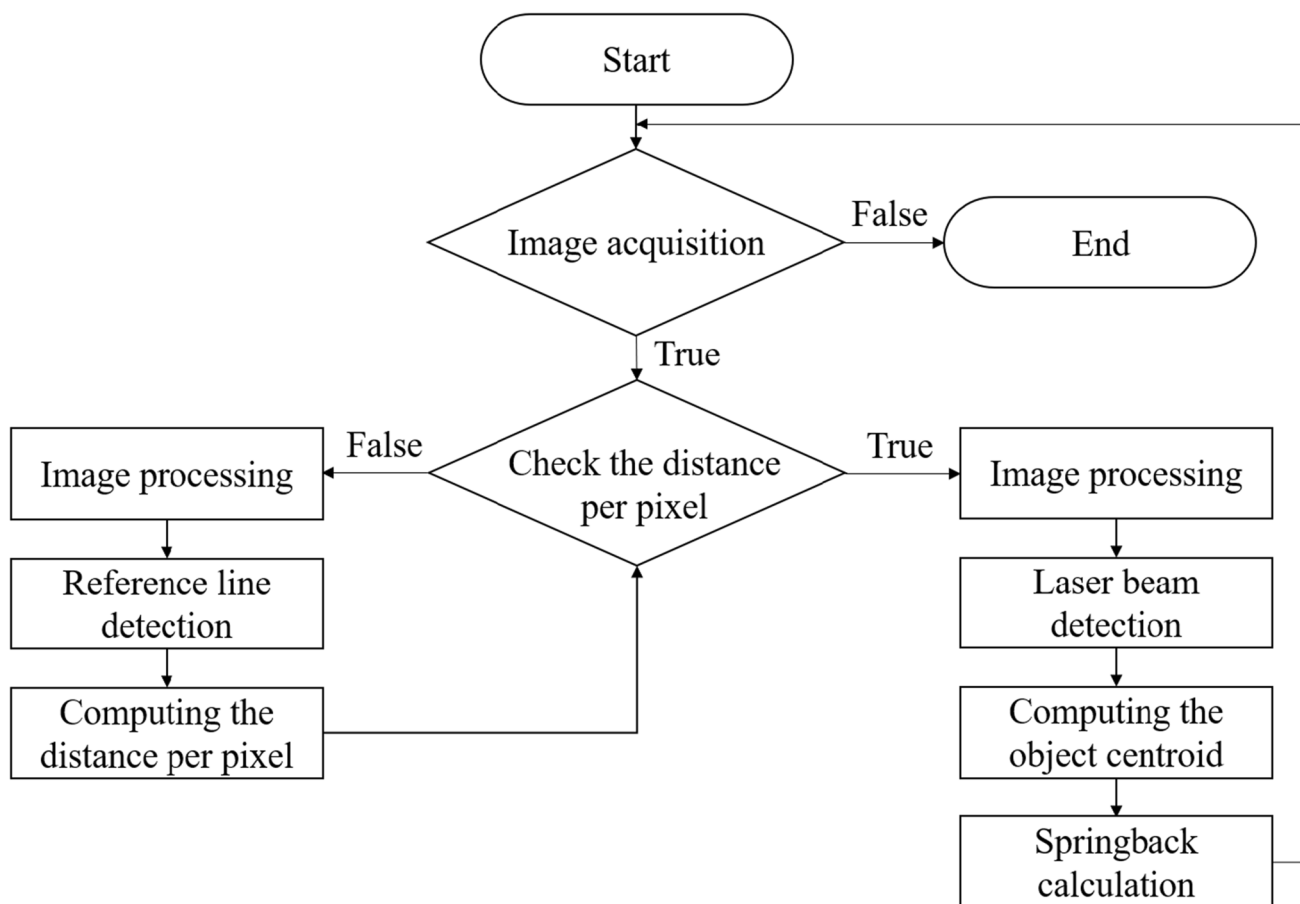 Start
Image acquisition
False
End
True
Check the distance
per pixel
False
Image processing
Reference line
detection
Computing the
distance per pixel
True
Image processing
Laser beam
detection
Computing the
object centroid
Springback
calculation